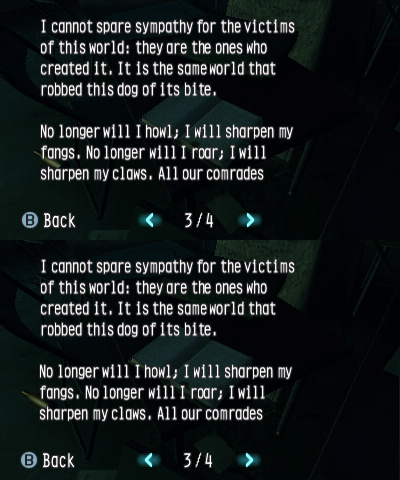 I cannot spare sympathy for the victims
of this world: they are the ones who
created it. It is the same world that
robbed this dog of its bite.
No longer will I howl; I will sharpen my
fangs. No longer will I roar; I will
sharpen my claws. All our comrades
B Back < 3/4 >
I cannot spare sympathy for the victims
of this world: they are the ones who
created it. It is the same world that
robbed this dog of its bite.
No longer will I howl; I will sharpen my
fangs. No longer will I roar; I will
sharpen my claws. All our comrades
B Back < 3/4 >